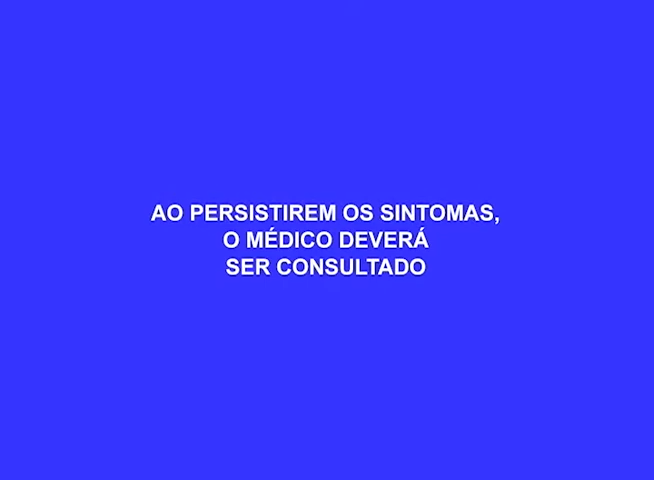 AO PERSISTIREM OS SINTOMAS,
O MÉDICO DEVERÁ
SER CONSULTADO